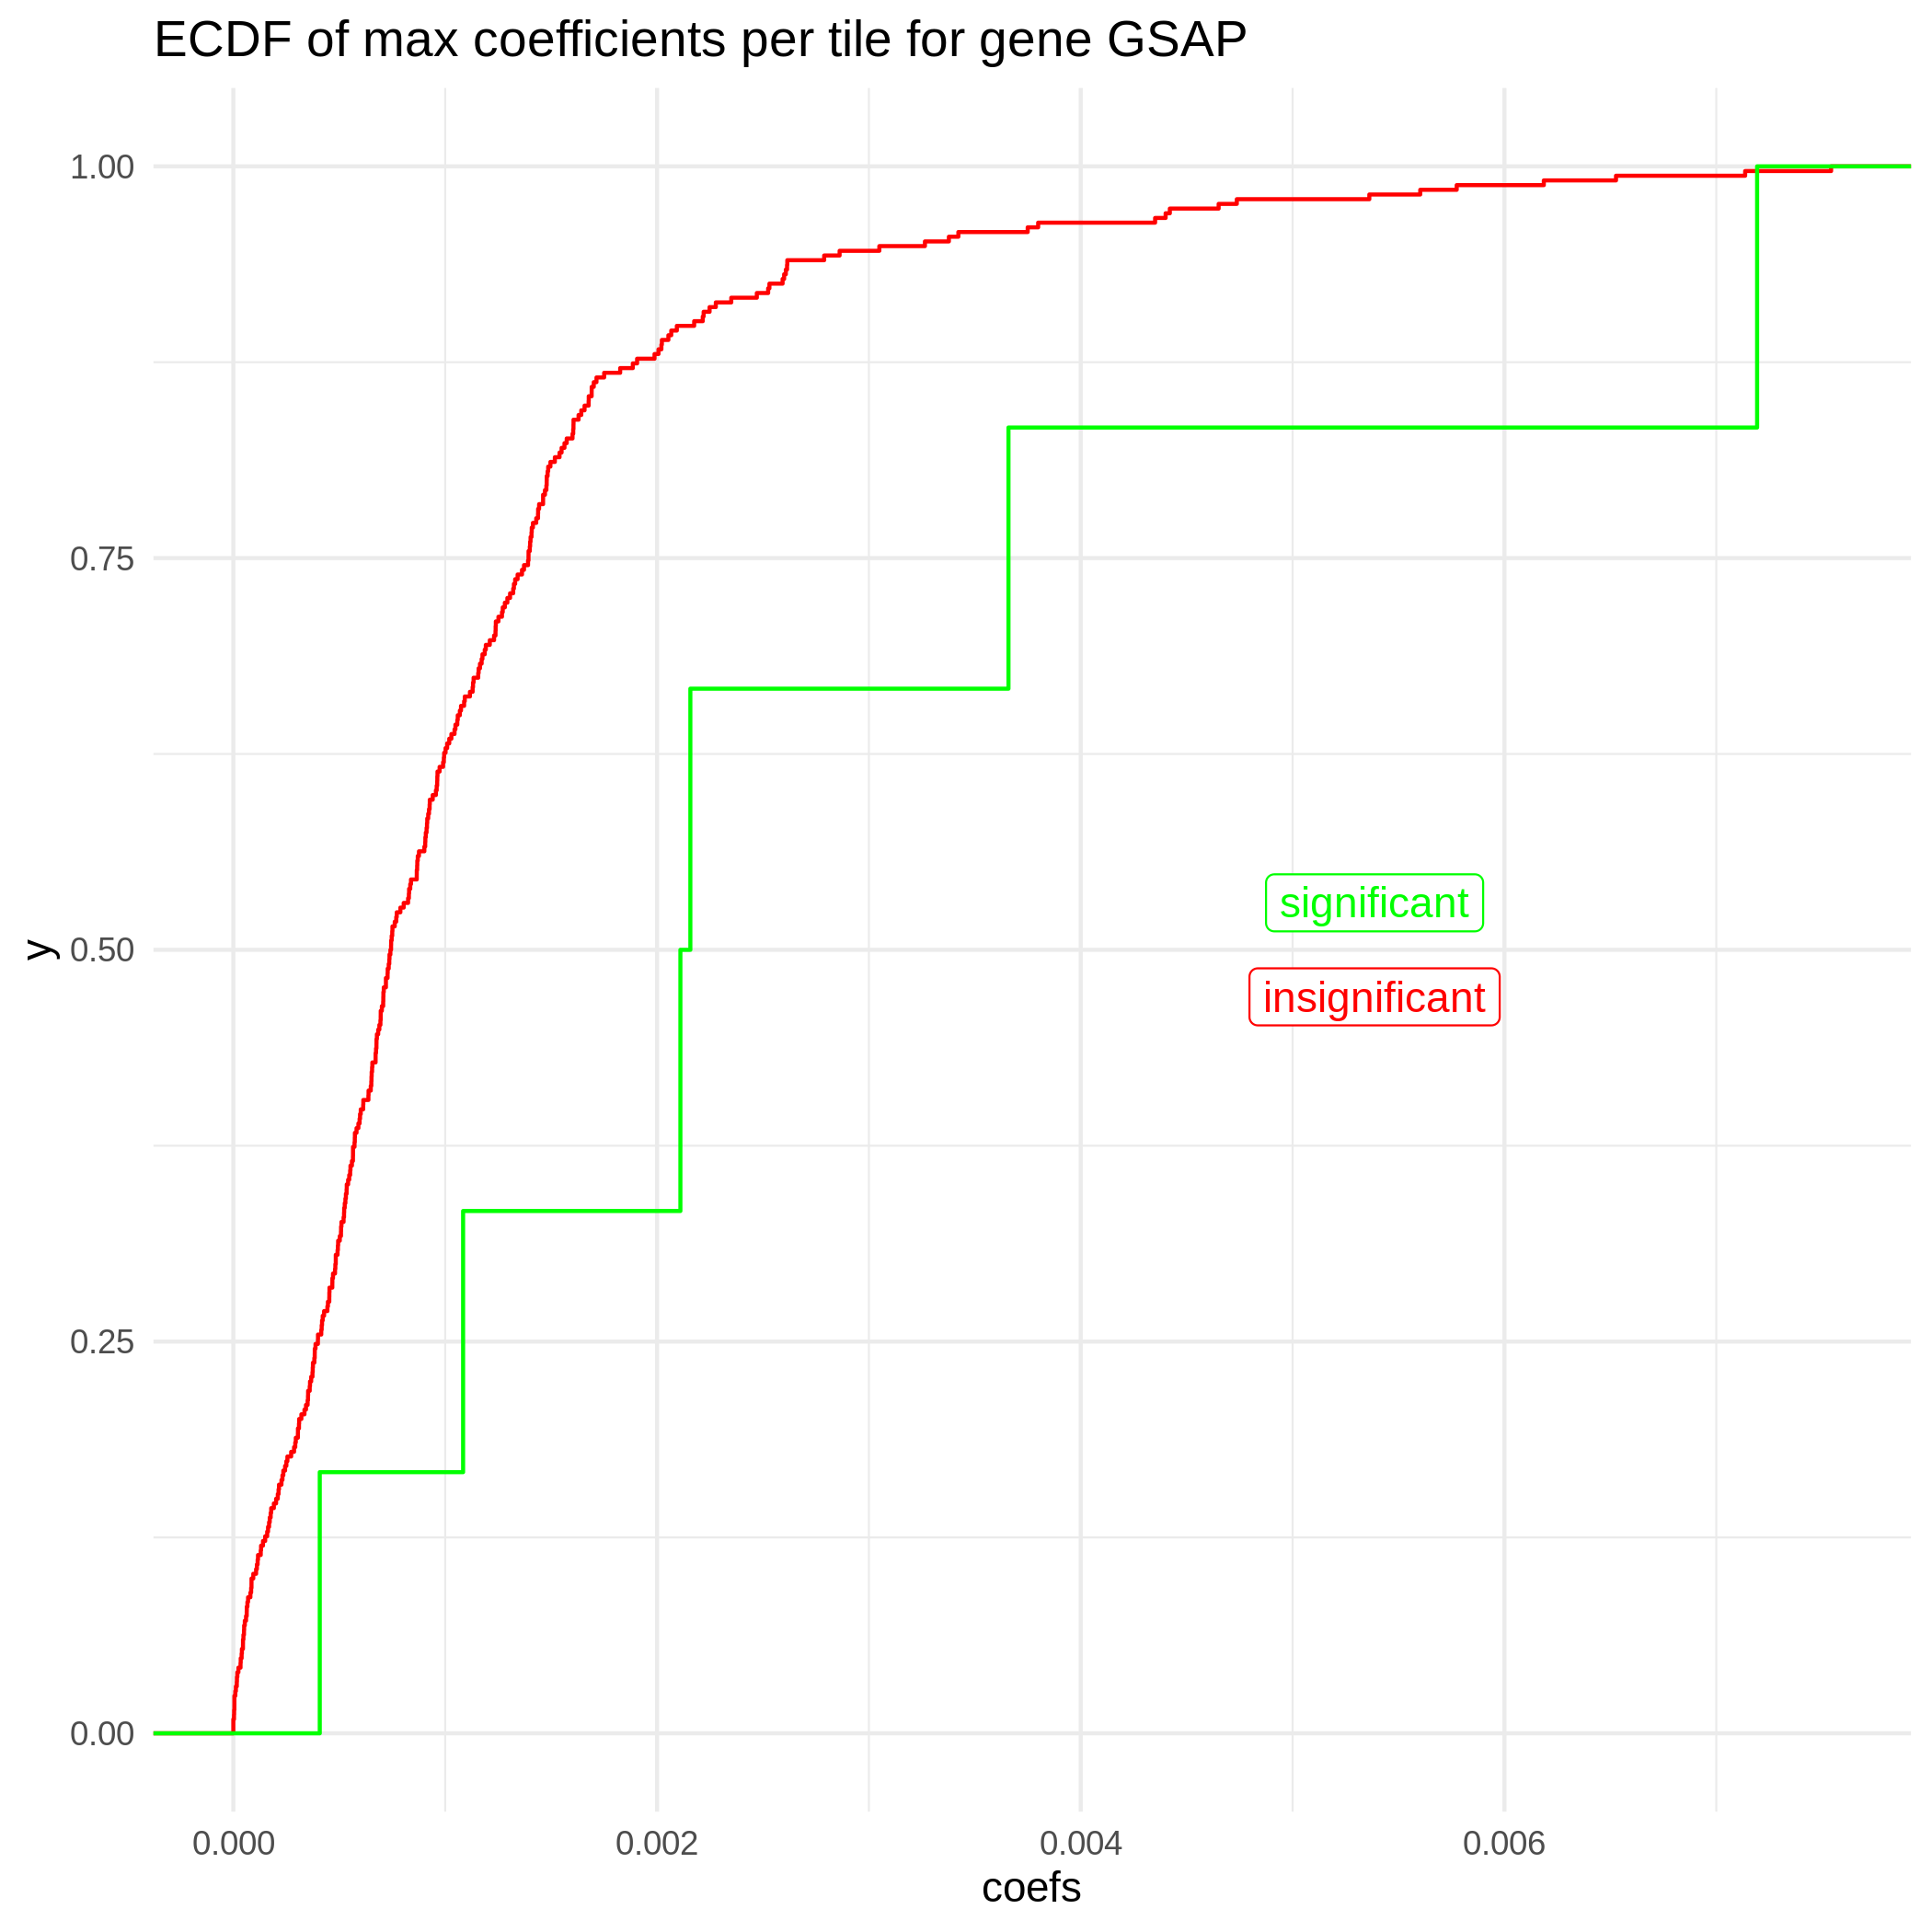 ECDF of max coefficients per tile for gene GSAP
1.00
0.75
0.50
0.25
0.00
y
significant
insignificant
0.000 0.002 0.004 0.006
coefs